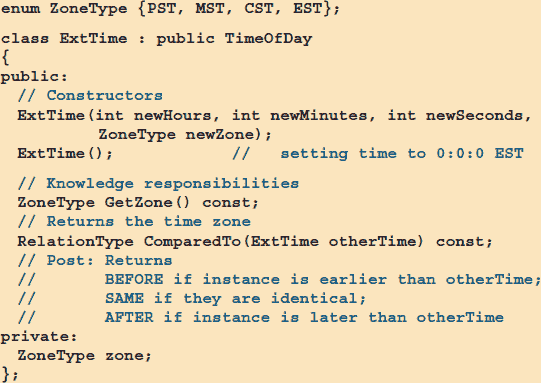 enum ZoneType {PST, MST, CST, EST};
class ExtTime : public TimeOfDay
{
public:
// Constructors
ExtTime(int newHours, int newMinutes, int newSeconds,
ZoneType newZone);
ExtTime(); // setting time to 0:0:0 EST
// Knowledge responsibilities
ZoneType GetZone() const;
// Returns the time zone
RelationType ComparedTo(ExtTime otherTime) const;
// Post: Returns
// BEFORE if instance is earlier than otherTime;
// SAME if they are identical;
// AFTER if instance is later than otherTime
private:
ZoneType zone;
};